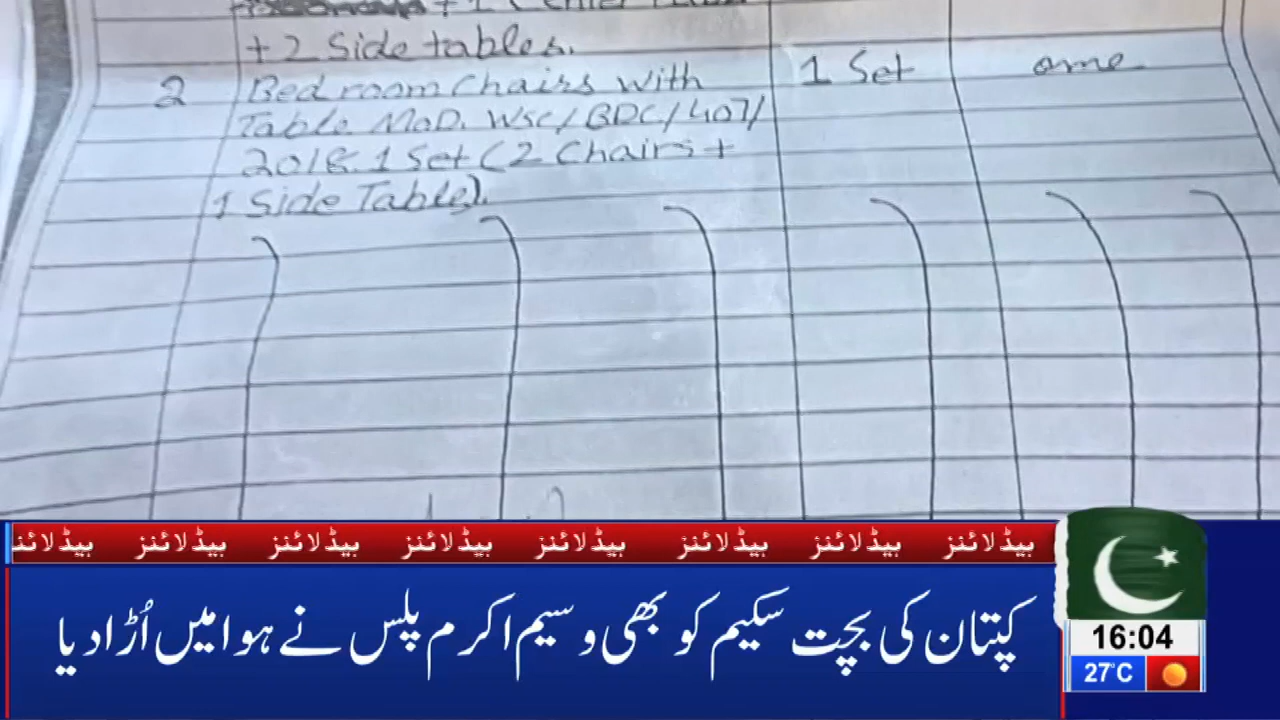 + 1 Center
+ 2 Side tables.
2 Bed room Chairs with 1 Set one
Table MOD. WSC/BDC/407/
2018. 1 Set (2 Chairs +
1 Side Table).
ہیڈلائنز ہیڈلائنز ہیڈلائنز ہیڈلائنز ہیڈلائنز ہیڈلائنز ہیڈلائنز ہیڈلائنز
کپتان کی بچت سکیم کو بھی وسیم اکرم پلس نے ہوا میں اُڑا دیا
16:04
27°C